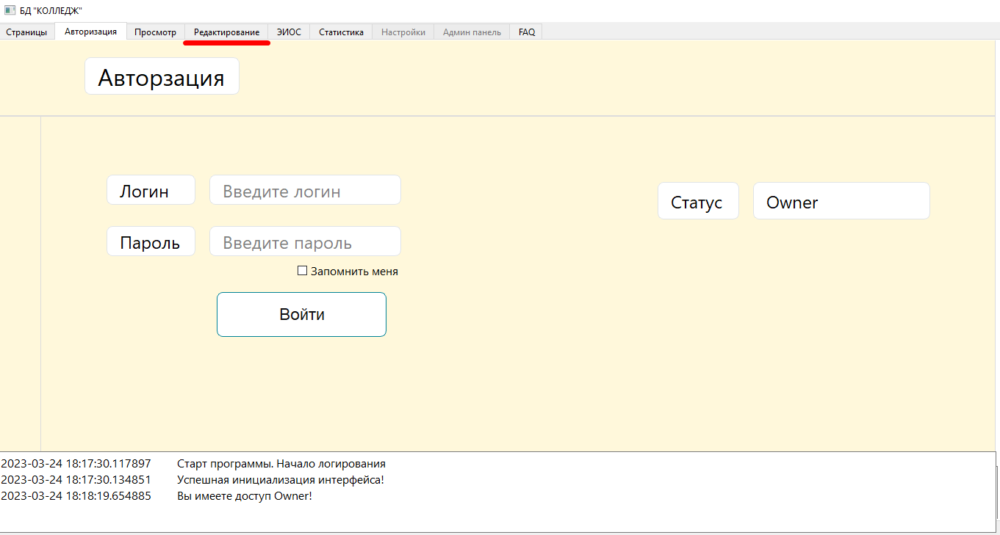 БД "КОЛЛЕДЖ"
Страницы Авторизация Просмотр Редактирование ЭИОС Статистика Настройки Админ панель FAQ
Авторзация
Логин Введите логин
Статус Owner
Пароль Введите пароль
Запомнить меня
Войти
2023-03-24 18:17:30.117897 Старт программы. Начало логирования
2023-03-24 18:17:30.134851 Успешная инициализация интерфейса!
2023-03-24 18:18:19.654885 Вы имеете доступ Owner!